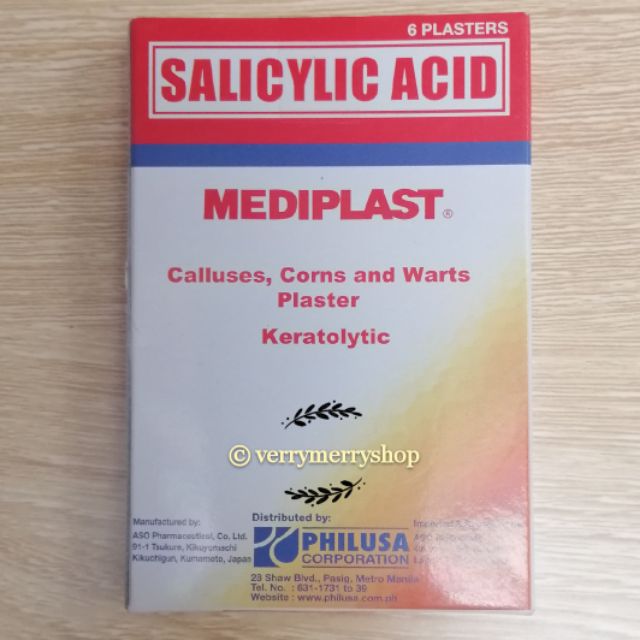 6 PLASTERS
SALICYLIC ACID
MEDIPLAST®
Calluses, Corns and Warts
Plaster
Keratolytic
© verrymerryshop
Manufactured by:
ASO Pharmaceutical, Co., Ltd.
91-1 Tsukure, Kikuyomachi
Kikuchigun, Kumamoto, Japan
Distributed by:
PHILUSA
CORPORATION
23 Shaw Blvd., Pasig, Metro Manila
Tel. No. : 631-1731 to 39
Website : www.philusa.com.ph